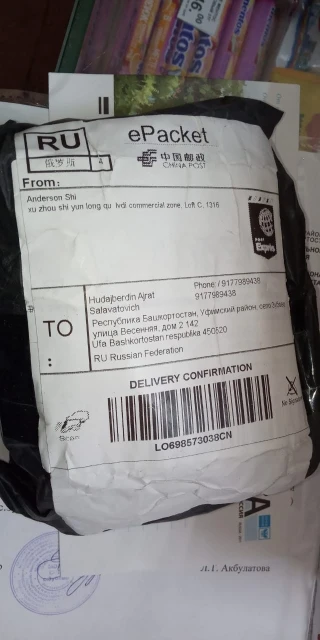 RU
俄罗斯
ePacket
中国邮政
CHINA POST
From:
Anderson Shi
xu zhou shi yun long qu lvdi commercial zone. Loft C, 1316
TO
:
Hudajberdin Ajrat
Salavatovich
Phone: / 9177989438
9177989438
Республика Башкортостан, Уфимский район, село
улица Весенняя, дом 2 142
Ufa Bashkortostan respublika 450520
RU Russian Federation
DELIVERY CONFIRMATION
Scan
LO698573038CN
Л.Г. Акбулатова